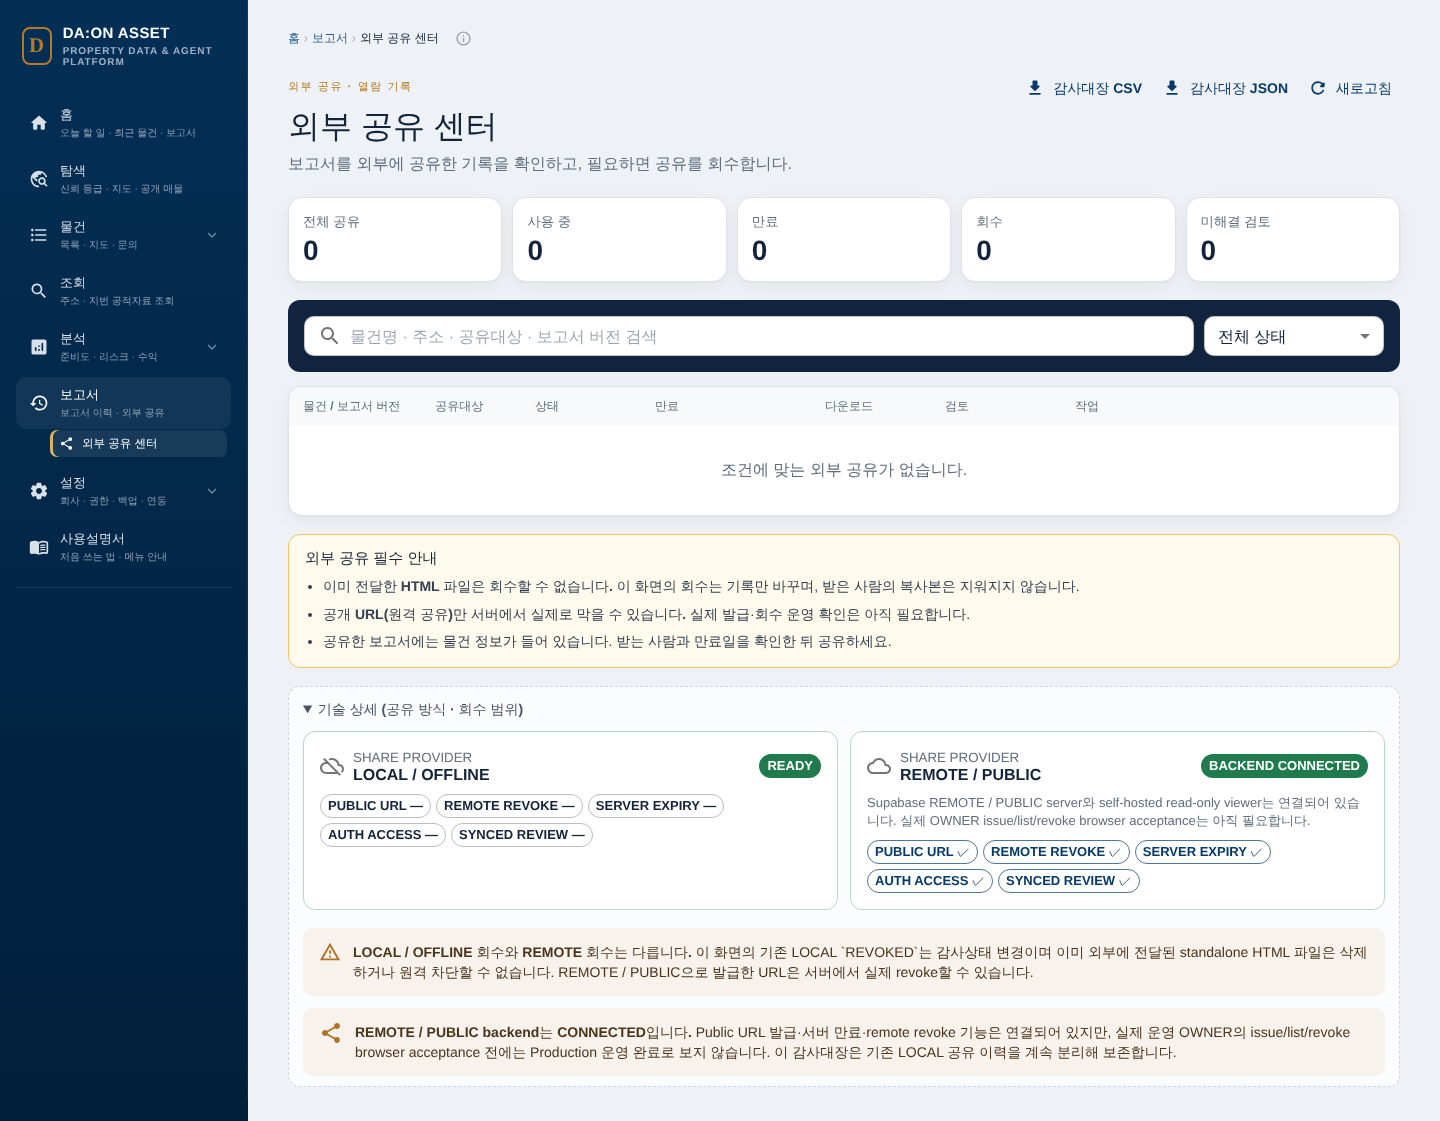 D
DA:ON ASSET
PROPERTY DATA & AGENT
PLATFORM
홈
오늘 할 일 · 최근 물건 · 보고서
탐색
신뢰 등급 · 지도 · 공개 매물
물건
목록 · 지도 · 문의
조회
주소 · 지번 공적자료 조회
분석
준비도 · 리스크 · 수익
보고서
보고서 이력 · 외부 공유
외부 공유 센터
설정
회사 · 권한 · 백업 · 연동
사용설명서
처음 쓰는 법 · 메뉴 안내
홈 › 보고서 › 외부 공유 센터
외부 공유 · 열람 기록
감사대장 CSV
감사대장 JSON
새로고침
외부 공유 센터
보고서를 외부에 공유한 기록을 확인하고, 필요하면 공유를 회수합니다.
전체 공유
0
사용 중
0
만료
0
회수
0
미해결 검토
0
물건명 · 주소 · 공유대상 · 보고서 버전 검색
전체 상태
물건 / 보고서 버전 공유대상 상태 만료 다운로드 검토 작업
조건에 맞는 외부 공유가 없습니다.
외부 공유 필수 안내
• 이미 전달한 HTML 파일은 회수할 수 없습니다. 이 화면의 회수는 기록만 바꾸며, 받은 사람의 복사본은 지워지지 않습니다.
• 공개 URL(원격 공유)만 서버에서 실제로 막을 수 있습니다. 실제 발급·회수 운영 확인은 아직 필요합니다.
• 공유한 보고서에는 물건 정보가 들어 있습니다. 받는 사람과 만료일을 확인한 뒤 공유하세요.
▼ 기술 상세 (공유 방식 · 회수 범위)
SHARE PROVIDER
LOCAL / OFFLINE
READY
PUBLIC URL — REMOTE REVOKE — SERVER EXPIRY —
AUTH ACCESS — SYNCED REVIEW —
SHARE PROVIDER
REMOTE / PUBLIC
BACKEND CONNECTED
Supabase REMOTE / PUBLIC server와 self-hosted read-only viewer는 연결되어 있습
니다. 실제 OWNER issue/list/revoke browser acceptance는 아직 필요합니다.
PUBLIC URL ✓ REMOTE REVOKE ✓ SERVER EXPIRY ✓
AUTH ACCESS ✓ SYNCED REVIEW ✓
LOCAL / OFFLINE 회수와 REMOTE 회수는 다릅니다. 이 화면의 기존 LOCAL `REVOKED`는 감사상태 변경이며 이미 외부에 전달된 standalone HTML 파일은 삭제
하거나 원격 차단할 수 없습니다. REMOTE / PUBLIC으로 발급한 URL은 서버에서 실제 revoke할 수 있습니다.
REMOTE / PUBLIC backend는 CONNECTED입니다. Public URL 발급·서버 만료·remote revoke 기능은 연결되어 있지만, 실제 운영 OWNER의 issue/list/revoke
browser acceptance 전에는 Production 운영 완료로 보지 않습니다. 이 감사대장은 기존 LOCAL 공유 이력을 계속 분리해 보존합니다.